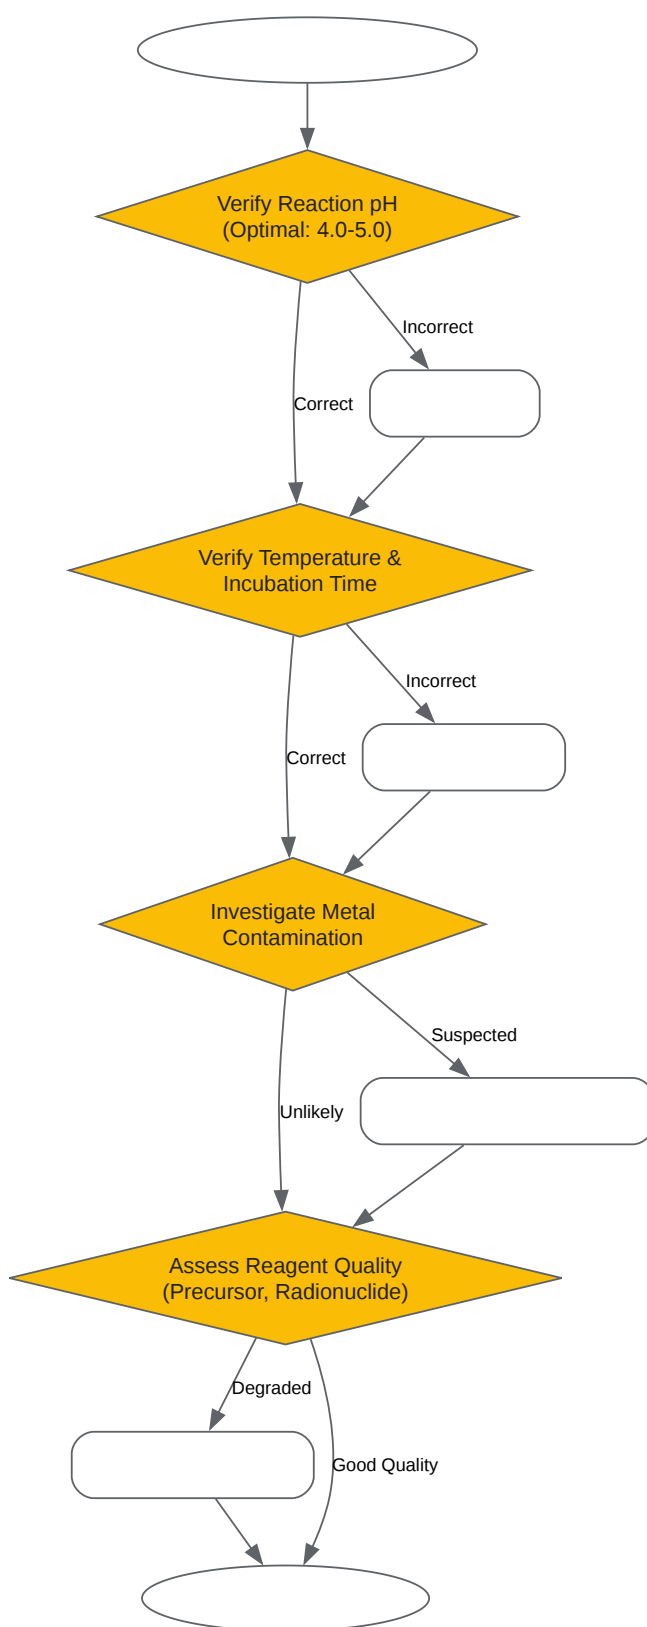 Verify Reaction pH
(Optimal: 4.0-5.0)
Incorrect
Correct
Verify Temperature &
Incubation Time
Incorrect
Correct
Investigate Metal
Contamination
Suspected
Unlikely
Assess Reagent Quality
(Precursor, Radionuclide)
Degraded
Good Quality